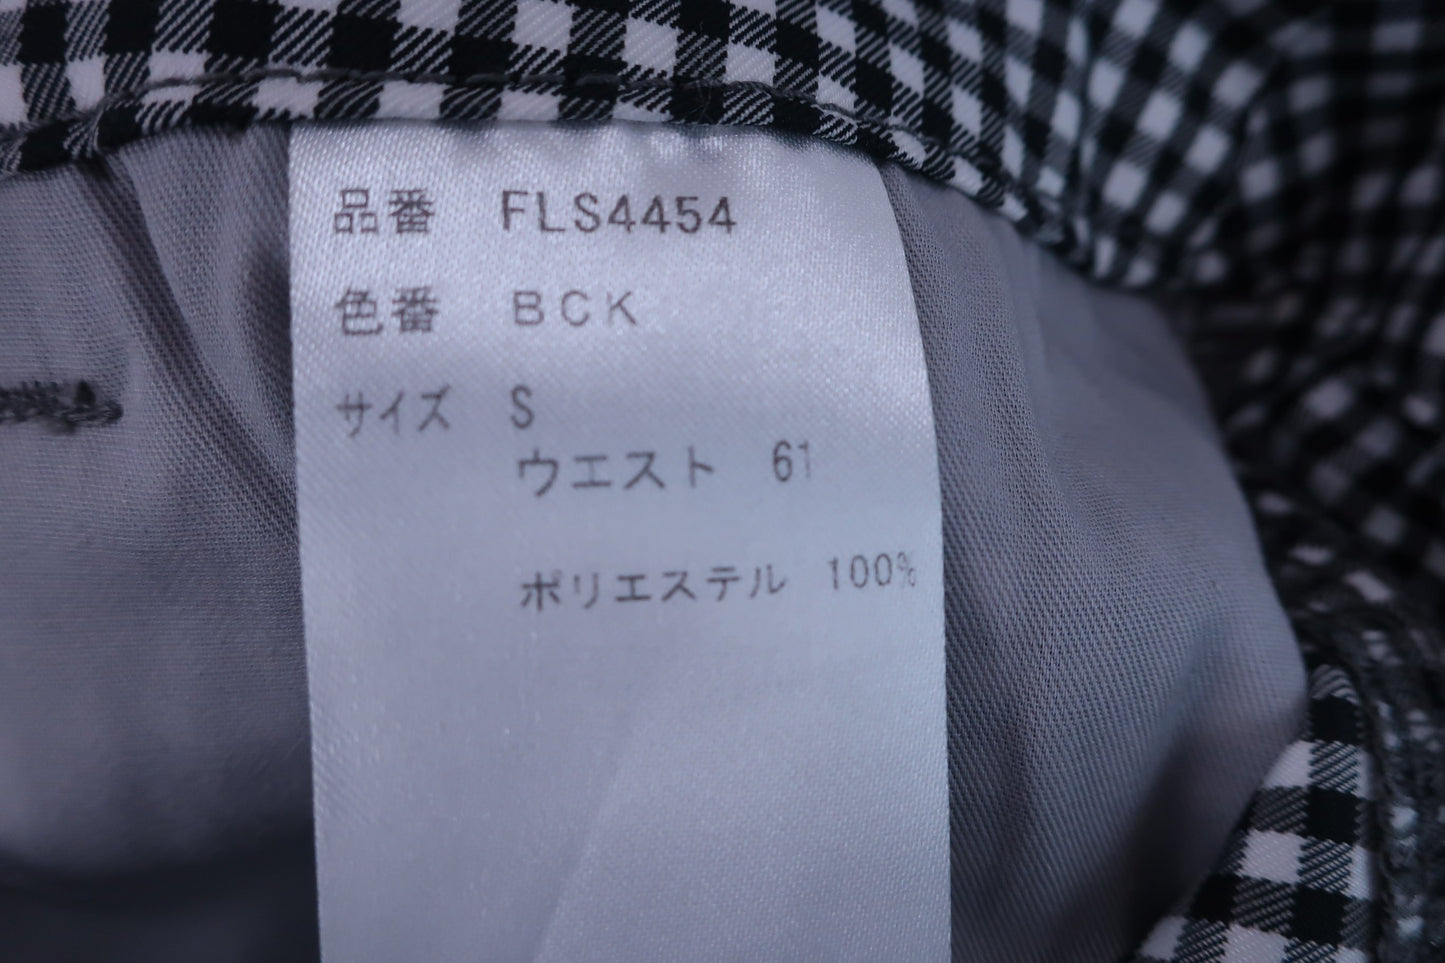 品番 FLS4454
色番 BCK
サイズ S
ウエスト 61
ポリエステル 100%